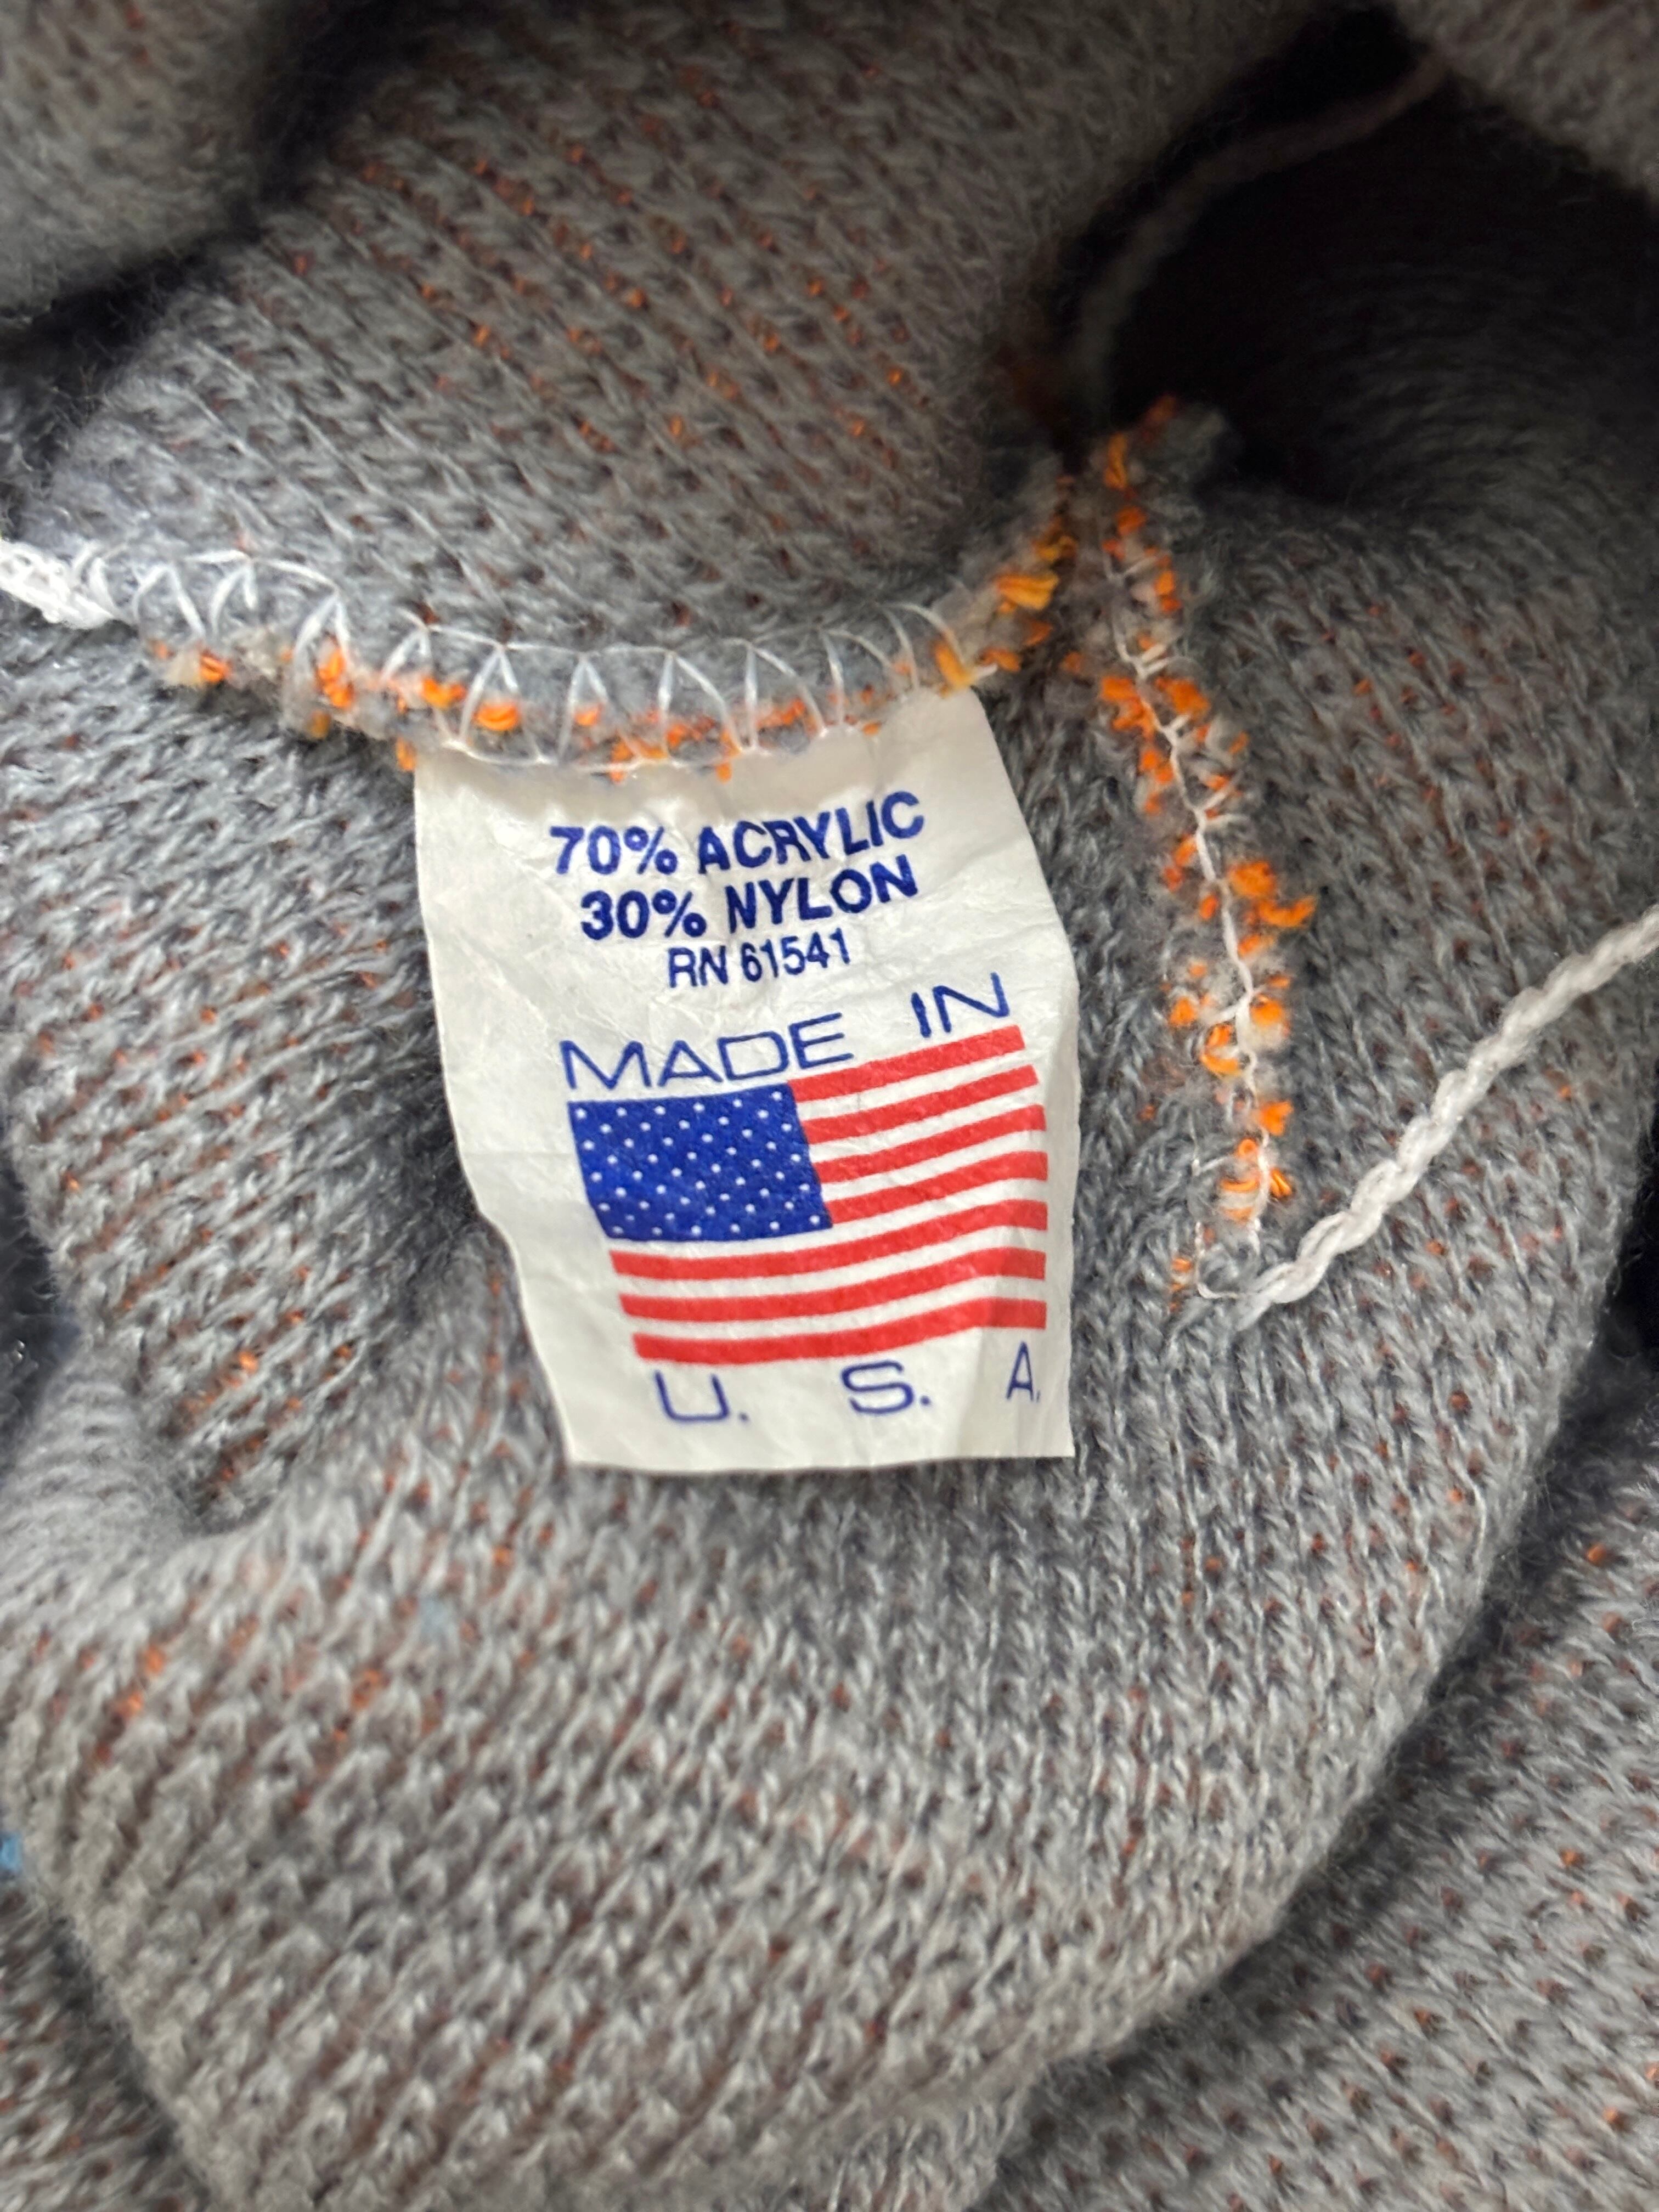 70% ACRYLIC
30% NYLON
RN 61541
MADE IN
U. S. A.